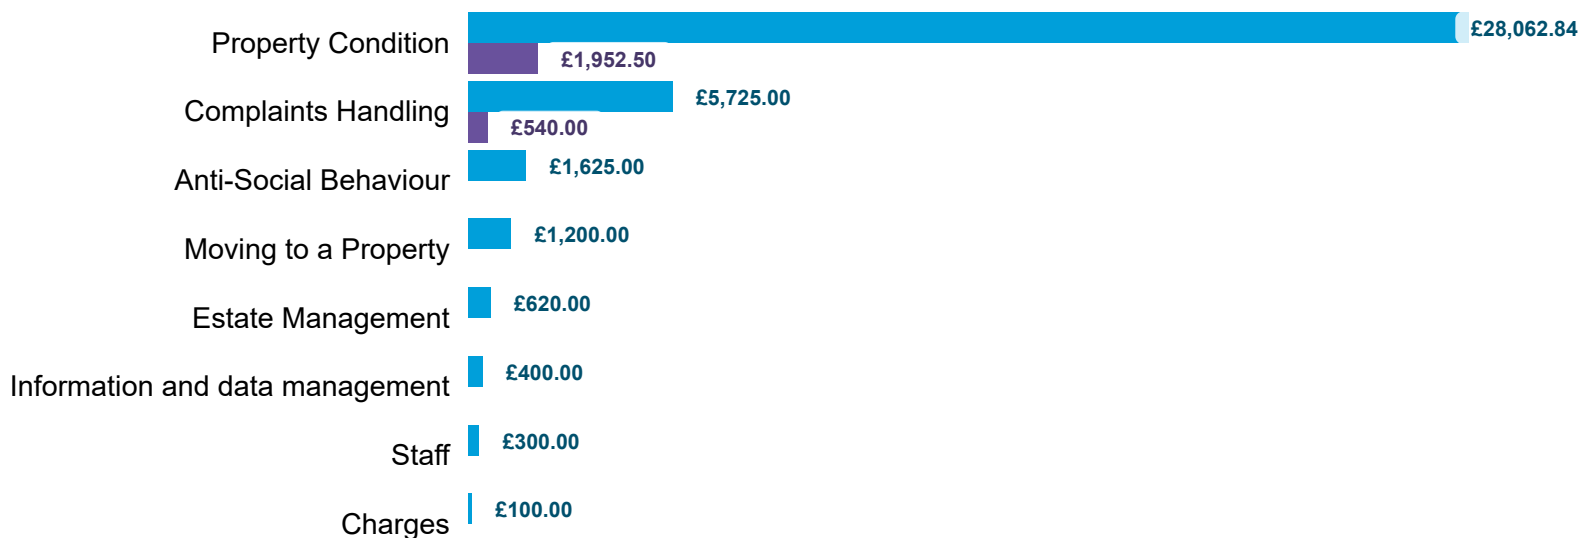 Property Condition
£28,062.84
£1,952.50
Complaints Handling
£5,725.00
£540.00
Anti-Social Behaviour
£1,625.00
Moving to a Property
£1,200.00
Estate Management
£620.00
Information and data management
£400.00
Staff
£300.00
Charges
£100.00